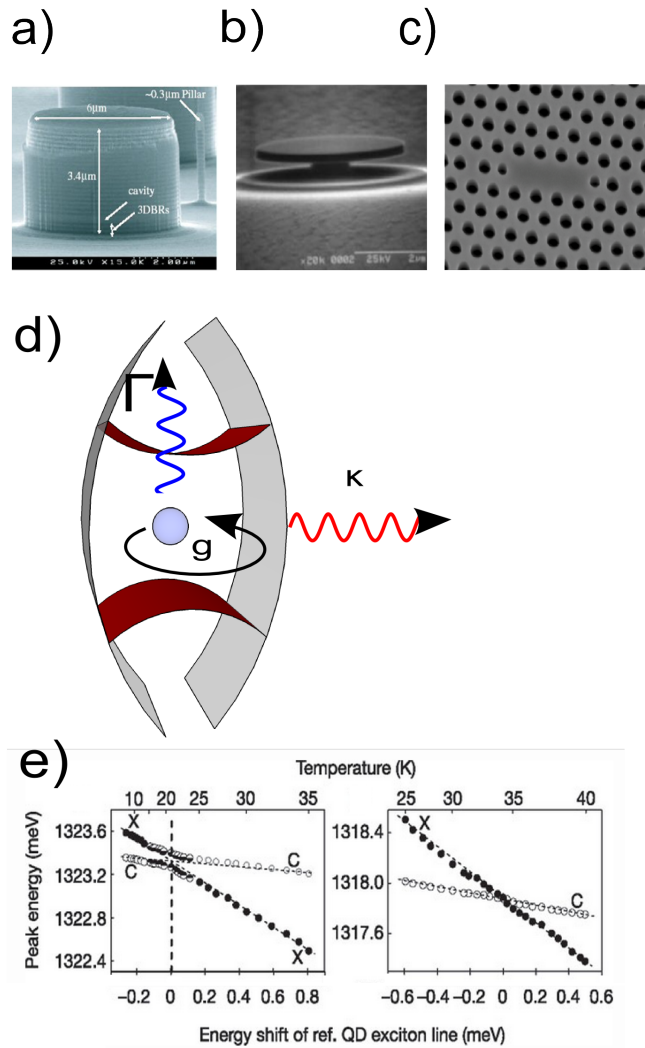 a)
b)
c)
~0.3μm Pillar
6μm
3.4μm
cavity
3DBRs
25.0kV X15.0K 2.00μm
×20k 0002 25kV 2μm
d)
Γ
κ
g
e)
Temperature (K)
10 15 20 25 30 35
25 30 35 40
Peak energy (meV)
1323.6
1323.2
1322.8
1322.4
X
C
C
X
1318.4
1318.0
1317.6
X
C
−0.2 0 0.2 0.4 0.6 0.8
−0.6 −0.4 −0.2 0 0.2 0.4 0.6
Energy shift of ref. QD exciton line (meV)